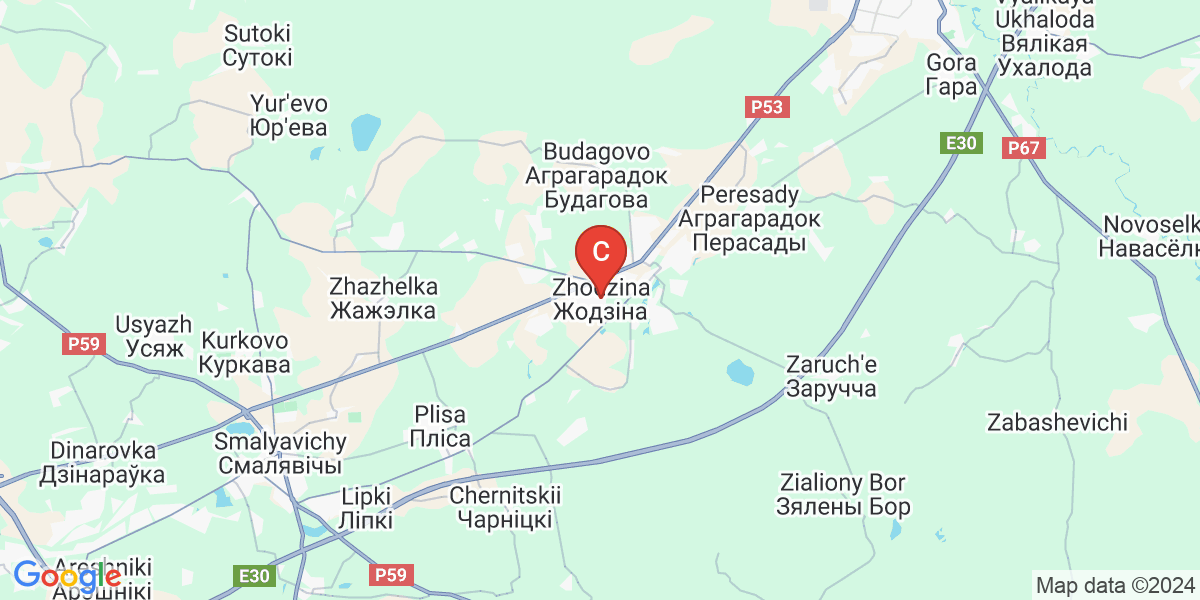 Vyalikaya
Ukhaloda
Вялікая
Ухалода
Sutoki
Сутокі
Gora
Гара
Yur'evo
Юр'ева
P53
E30
P67
Budagovo
Аграгарадок
Будагова
Peresady
Аграгарадок
Перасады
Novoselk
Навасёлк
C
Zhodzina
Жодзіна
Zhazhelka
Жажэлка
Usyazh
Усяж
P59
Kurkovo
Куркава
Zaruch'e
Заручча
Plisa
Пліса
Zabashevichi
Smalyavichy
Смалявічы
Dinarovka
Дзінараўка
Zialiony Bor
Зялены Бор
Lipki
Ліпкі
Chernitskii
Чарніцкі
E30
P59
Google
Map data ©2024